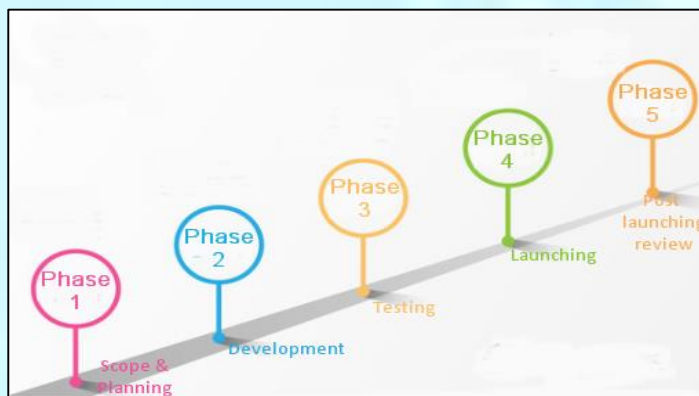 Phase
1
Scope &
Planning
Phase
2
Development
Phase
3
Testing
Phase
4
Launching
Phase
5
Post
launching
review